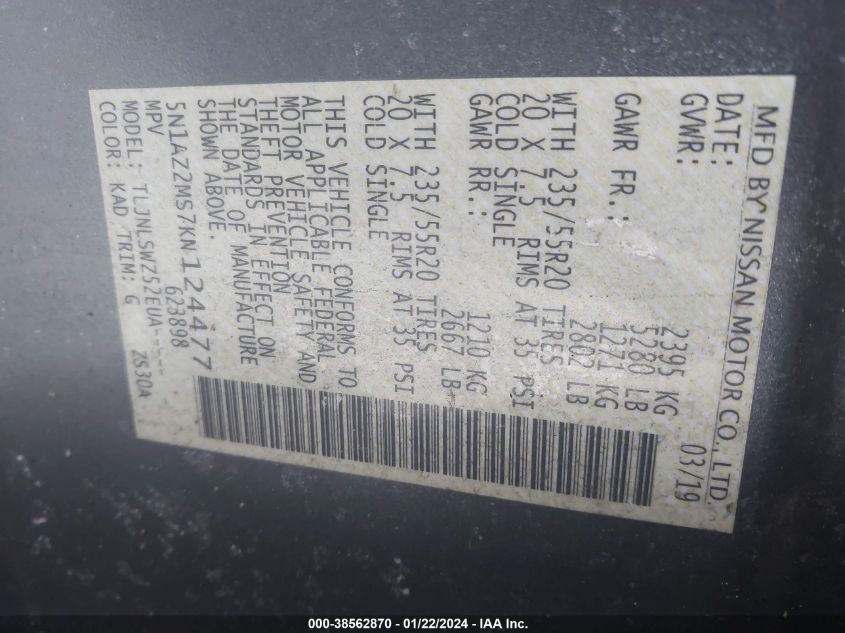 MFD BY NISSAN MOTOR CO., LTD.
DATE: 03/19
GVWR: 2395 KG
5280 LB
GAWR FR.: 1271 KG
2802 LB
WITH 235/55R20 TIRES
20 X 7.5 RIMS AT 35 PSI
COLD SINGLE
GAWR RR.: 1210 KG
2667 LB
WITH 235/55R20 TIRES
20 X 7.5 RIMS AT 35 PSI
COLD SINGLE
THIS VEHICLE CONFORMS TO
ALL APPLICABLE FEDERAL
MOTOR VEHICLE SAFETY AND
THEFT PREVENTION
STANDARDS IN EFFECT ON
THE DATE OF MANUFACTURE
SHOWN ABOVE.
5N1AZ2MS7KN124477
MPV 623898
MODEL: TLJNLSWZ52EUA-----
COLOR: KAD TRIM: G 2S30A
000-38562870 - 01/22/2024 - IAA Inc.